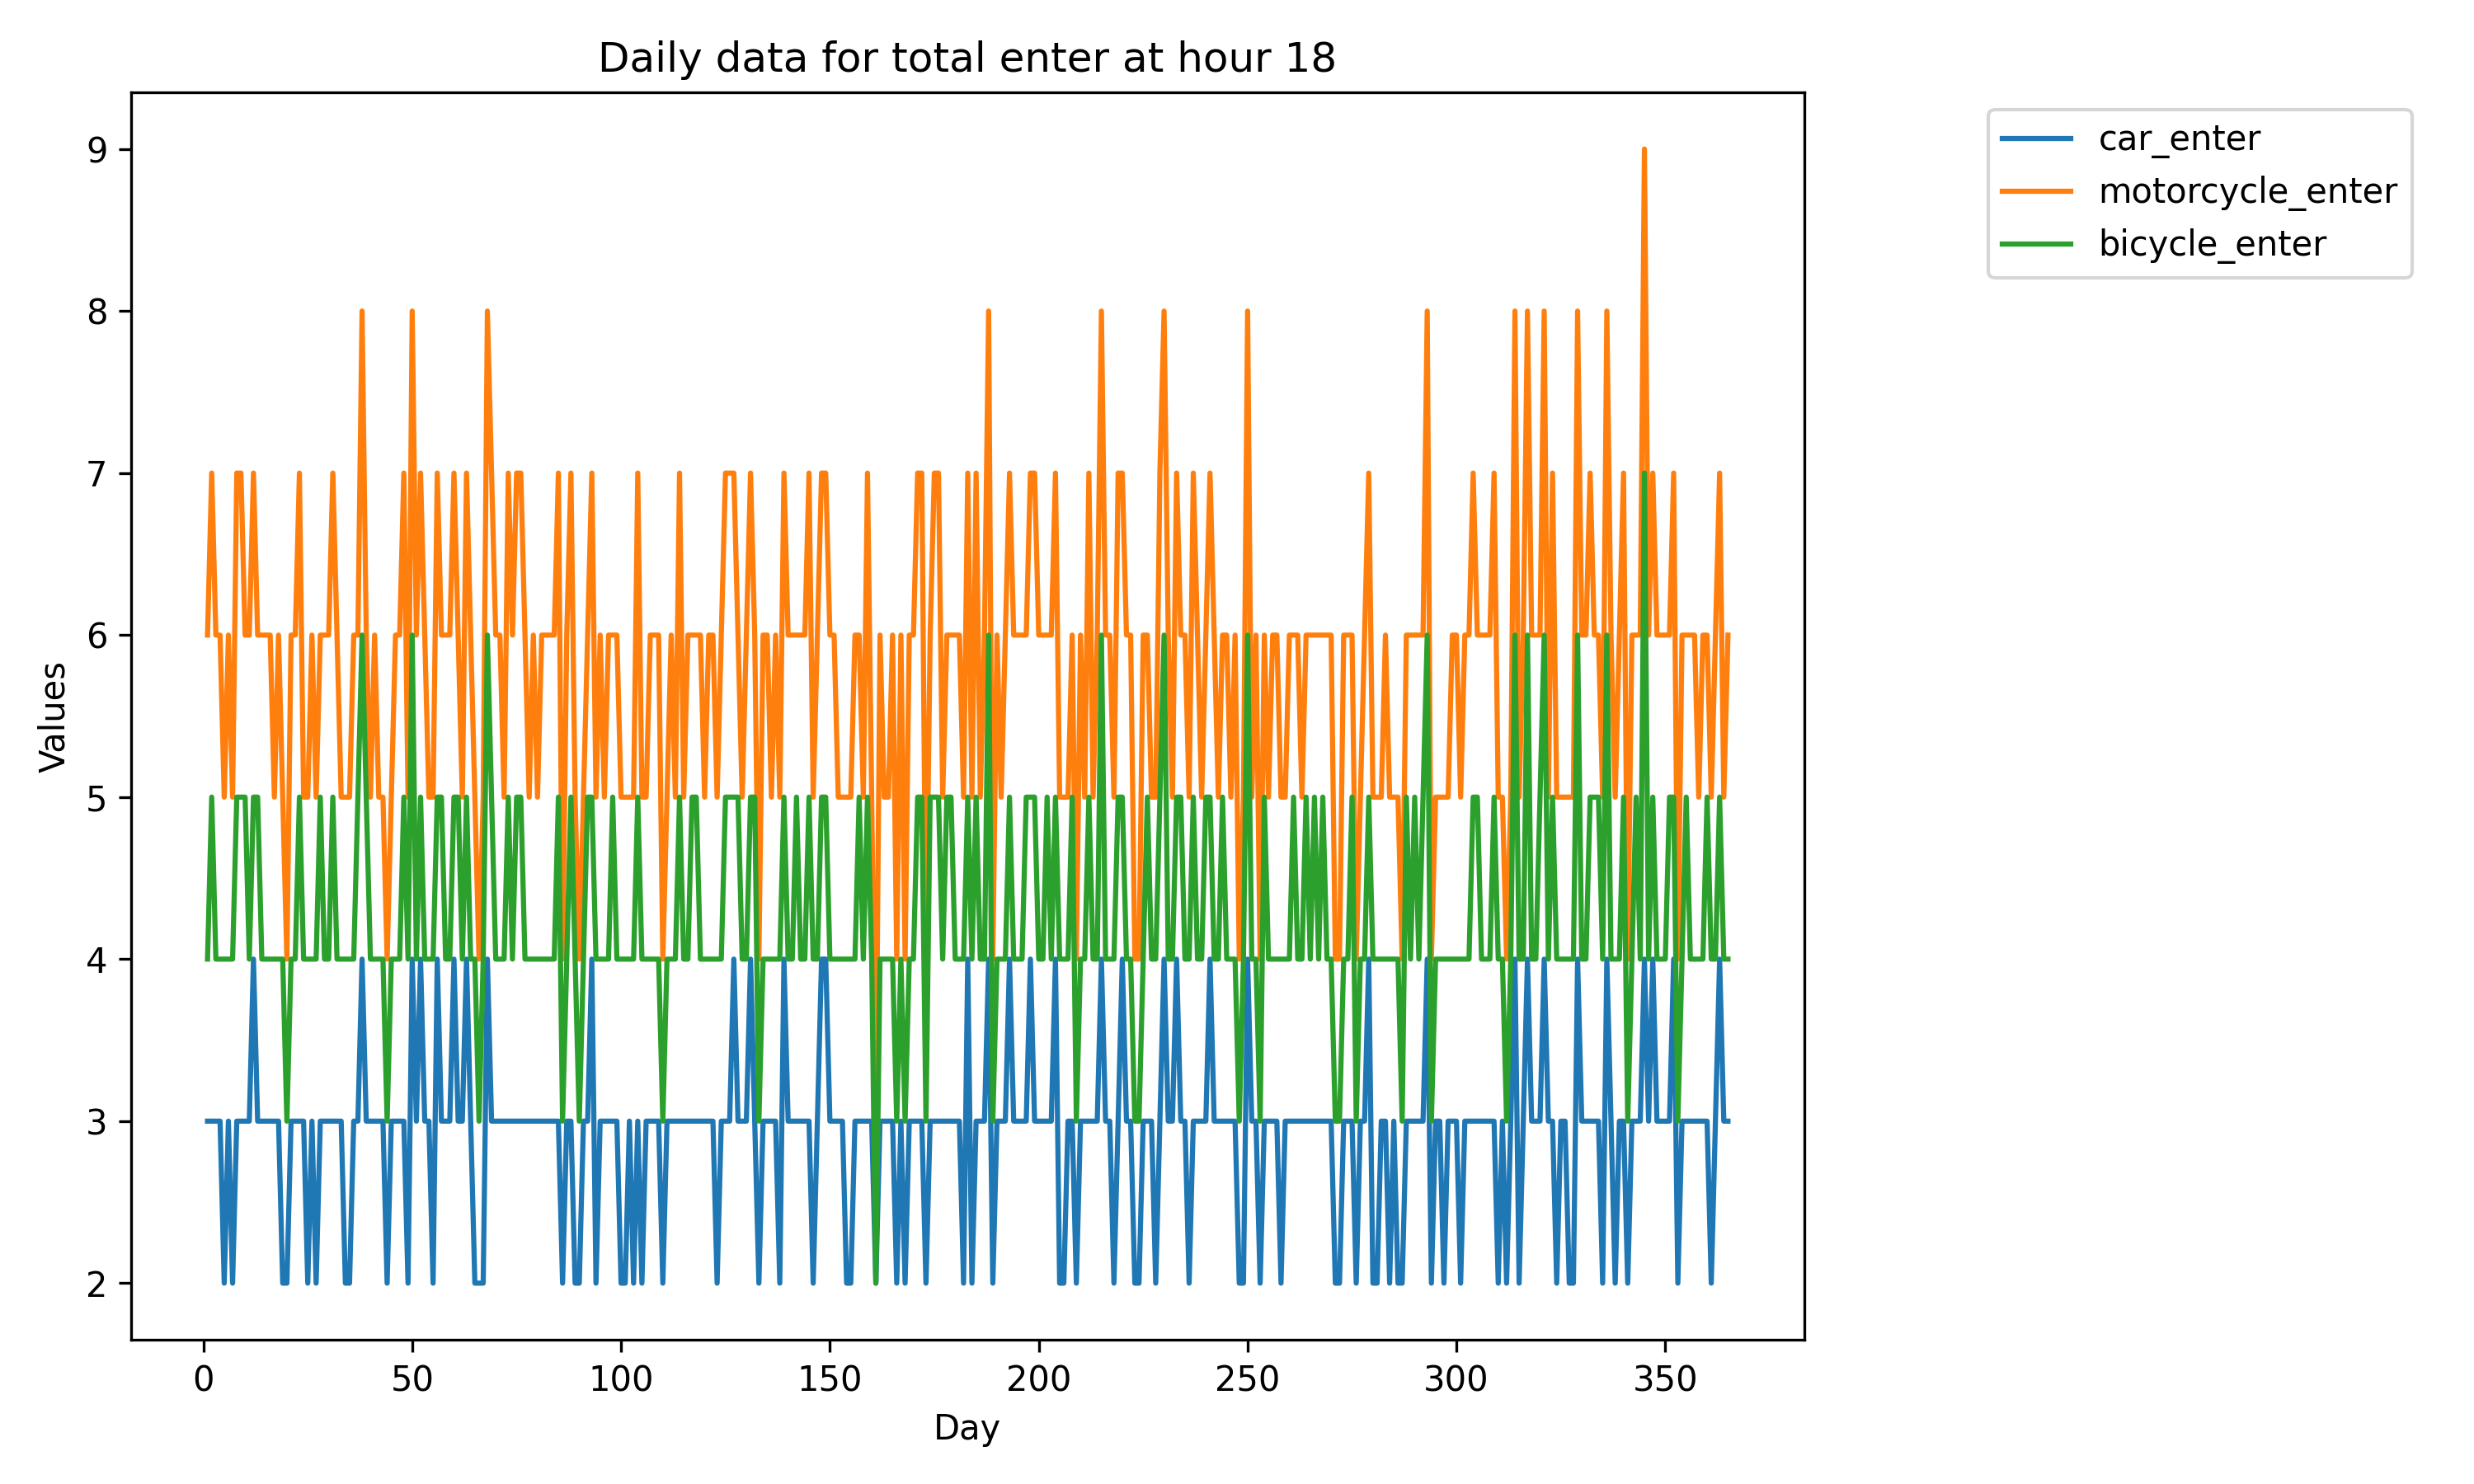 Daily data for total enter at hour 18
car_enter
motorcycle_enter
bicycle_enter
9
8
7
6
5
4
3
2
Values
0 50 100 150 200 250 300 350
Day